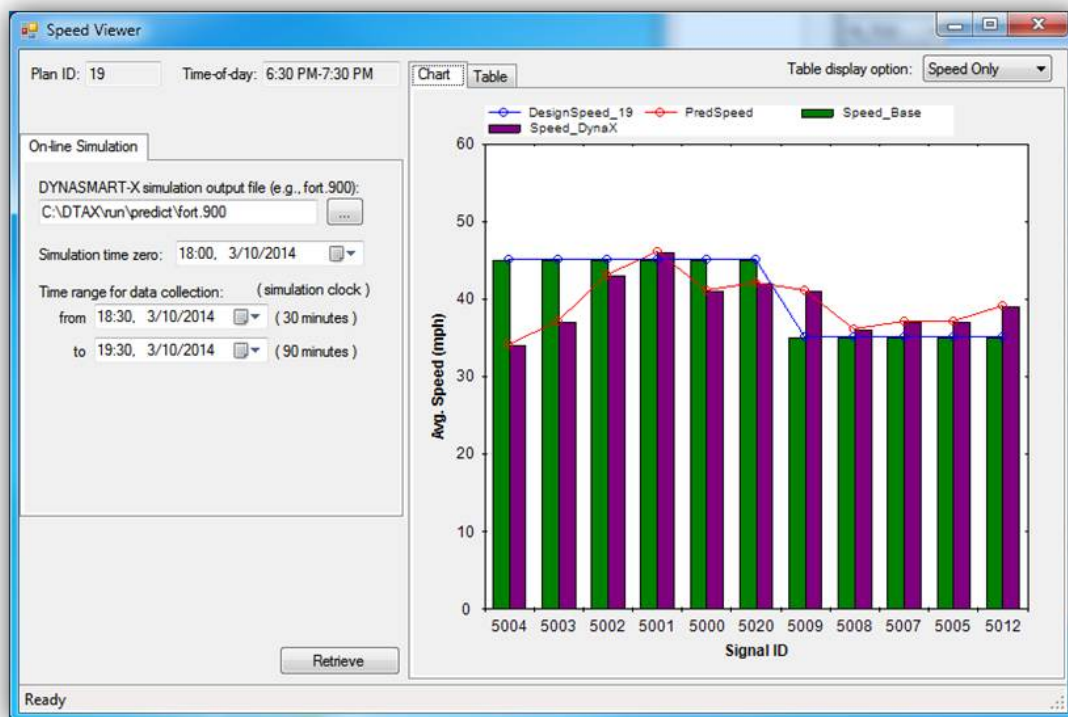 Speed Viewer
Plan ID: 19 Time-of-day: 6:30 PM-7:30 PM
On-line Simulation
DYNASMART-X simulation output file (e.g., fort.900):
C:\DTAX\run\predict\fort.900 ...
Simulation time zero: 18:00, 3/10/2014
Time range for data collection: ( simulation clock )
from 18:30, 3/10/2014 ( 30 minutes )
to 19:30, 3/10/2014 ( 90 minutes )
Retrieve
Chart Table Table display option: Speed Only
DesignSpeed_19 PredSpeed Speed_Base
Speed_DynaX
60
50
40
30
20
10
0
Avg. Speed (mph)
5004 5003 5002 5001 5000 5020 5009 5008 5007 5005 5012
Signal ID
Ready